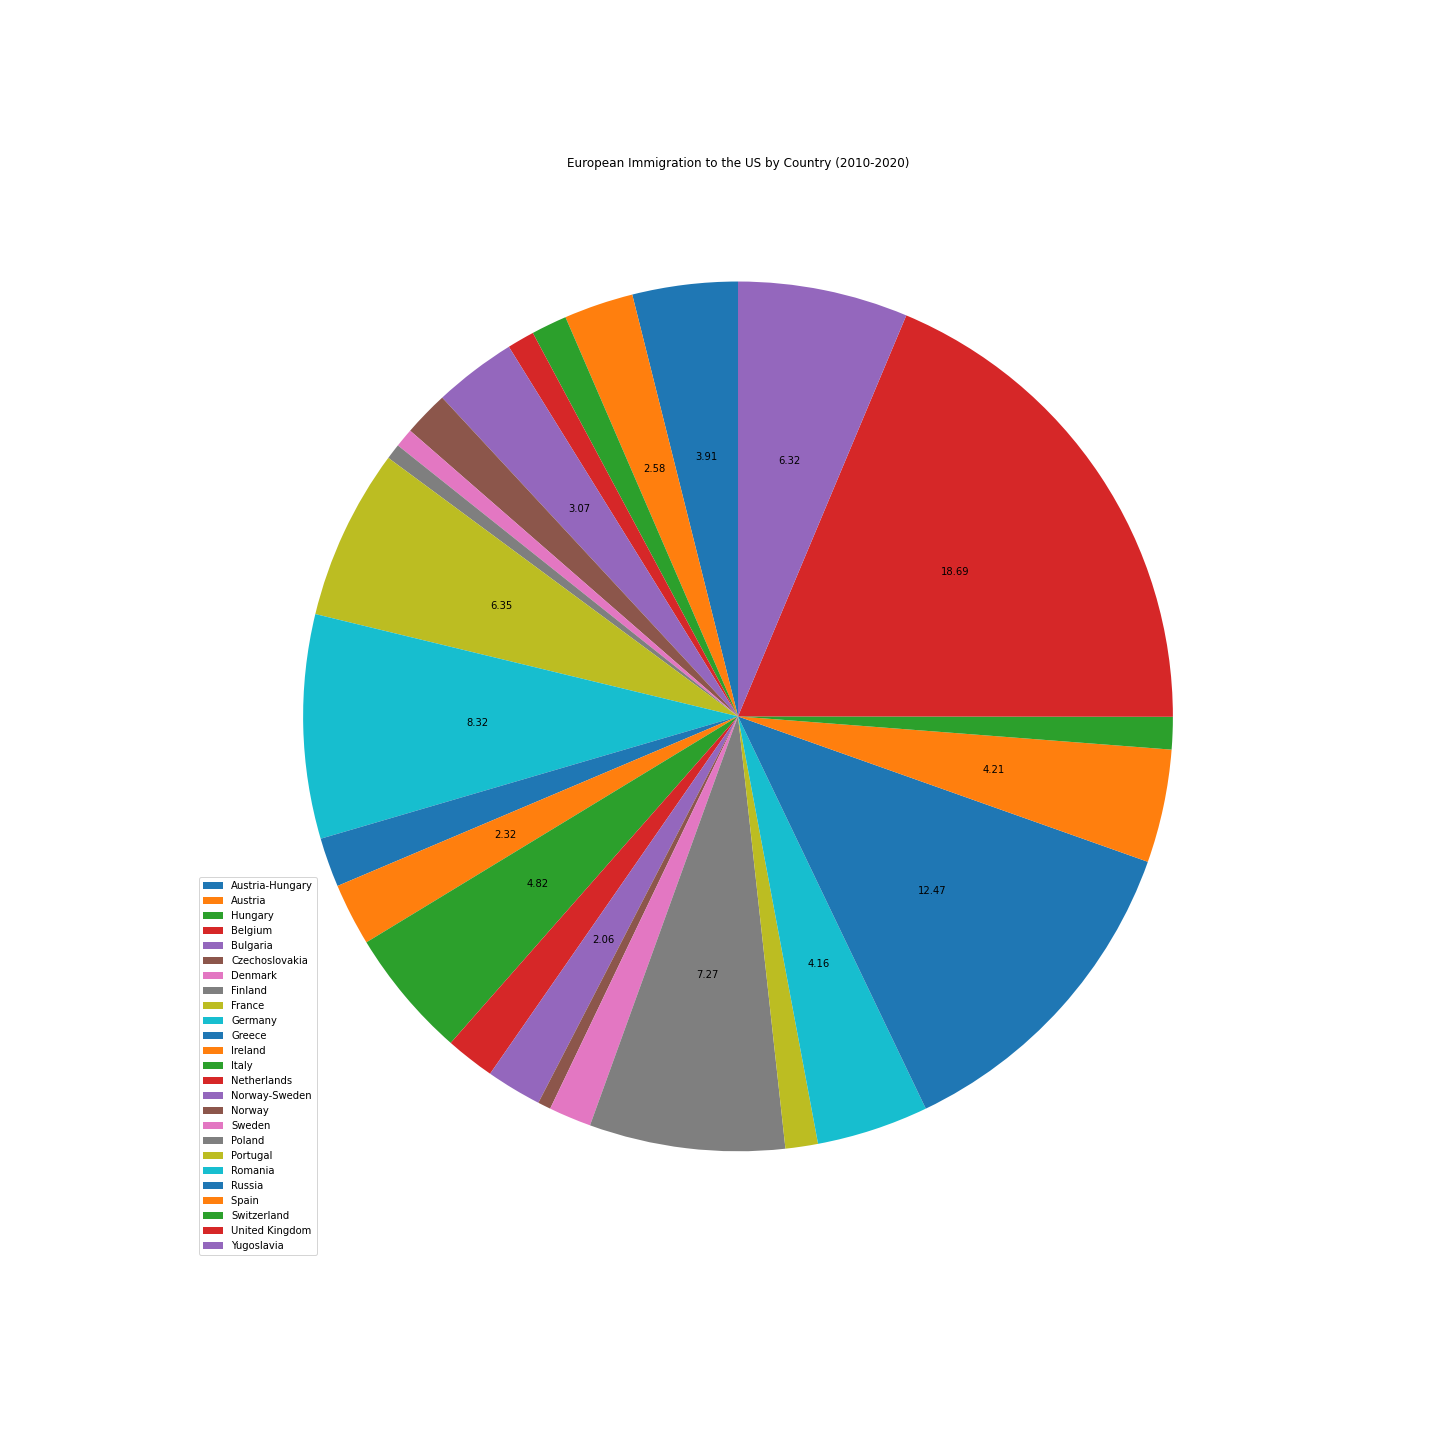 European Immigration to the US by Country (2010-2020)
3.91
6.32
2.58
3.07
18.69
6.35
8.32
4.21
2.32
4.82
12.47
2.06
4.16
7.27
Austria-Hungary
Austria
Hungary
Belgium
Bulgaria
Czechoslovakia
Denmark
Finland
France
Germany
Greece
Ireland
Italy
Netherlands
Norway-Sweden
Norway
Sweden
Poland
Portugal
Romania
Russia
Spain
Switzerland
United Kingdom
Yugoslavia